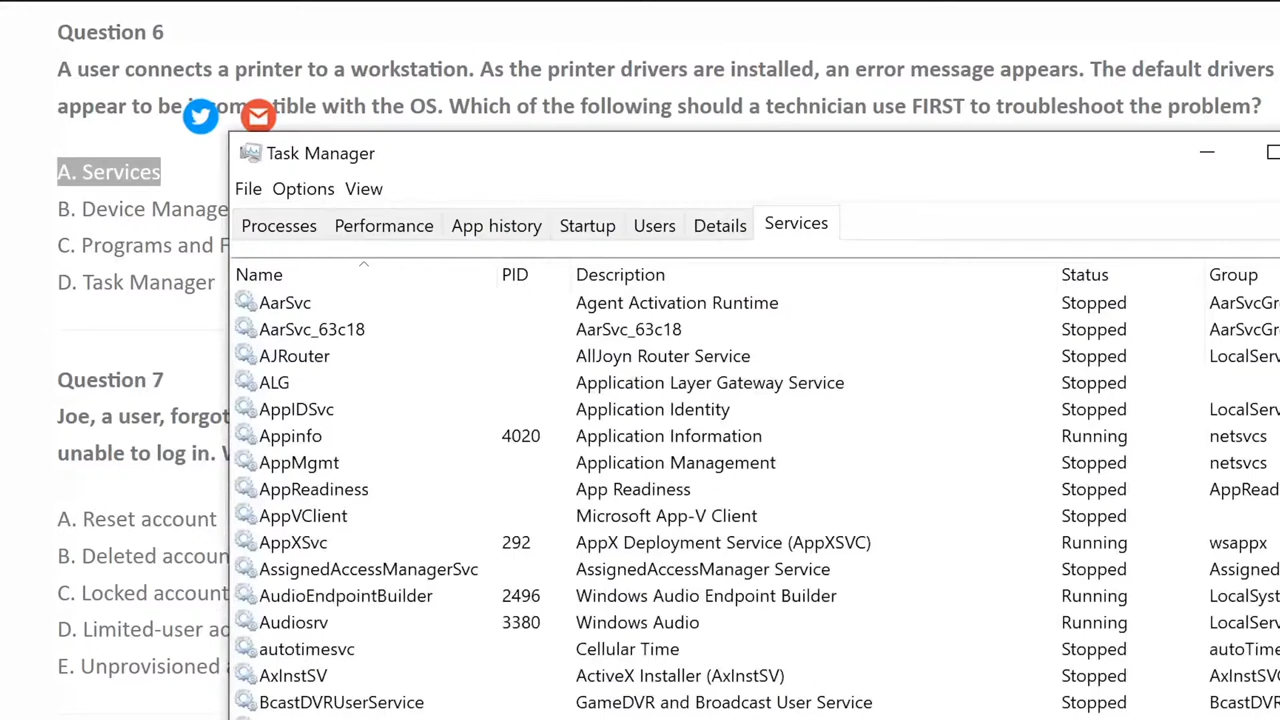 Question 6
A user connects a printer to a workstation. As the printer drivers are installed, an error message appears. The default drivers
appear to be with the OS. Which of the following should a technician use FIRST to troubleshoot the problem?
A. Services
B. Device Manage
C. Programs and F
D. Task Manager
Question 7
Joe, a user, forgot
unable to log in. W
A. Reset account
B. Deleted accoun
C. Locked account
D. Limited-user ac
E. Unprovisioned
Task Manager
File Options View
Processes Performance App history Startup Users Details Services
Name PID Description Status Group
AarSvc Agent Activation Runtime Stopped AarSvcGr
AarSvc_63c18 AarSvc_63c18 Stopped AarSvcGr
AJRouter AllJoyn Router Service Stopped LocalServ
ALG Application Layer Gateway Service Stopped
AppIDSvc Application Identity Stopped LocalServ
Appinfo 4020 Application Information Running netsvcs
AppMgmt Application Management Stopped netsvcs
AppReadiness App Readiness Stopped AppRead
AppVClient Microsoft App-V Client Stopped
AppXSvc 292 AppX Deployment Service (AppXSVC) Running wsappx
AssignedAccessManagerSvc AssignedAccessManager Service Stopped Assigned
AudioEndpointBuilder 2496 Windows Audio Endpoint Builder Running LocalSyst
Audiosrv 3380 Windows Audio Running LocalServ
autotimesvc Cellular Time Stopped autoTime
AxInstSV ActiveX Installer (AxInstSV) Stopped AxInstSV
BcastDVRUserService GameDVR and Broadcast User Service Stopped BcastDVR